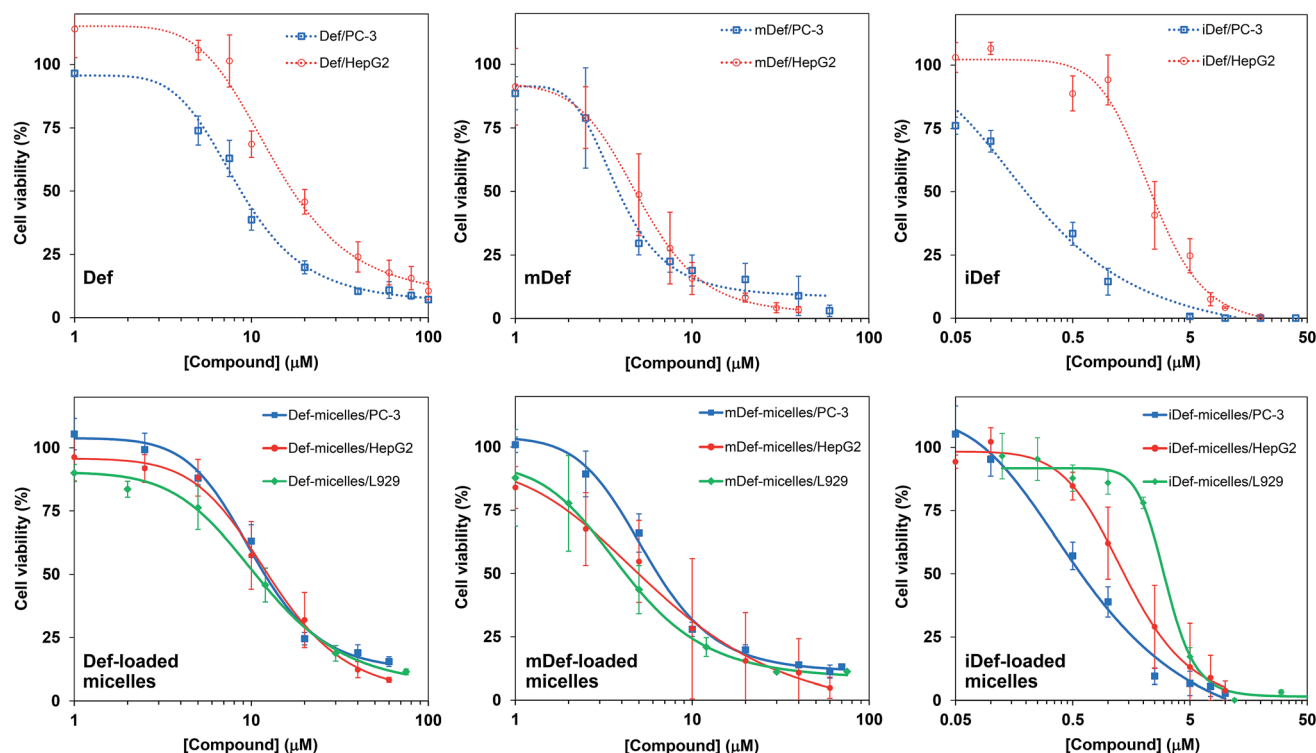 Def/PC-3
Def/HepG2
100
75
50
25
0
Cell viability (%)
Def
1 10 100
[Compound] (μM)
mDef/PC-3
mDef/HepG2
100
75
50
25
0
Cell viability (%)
mDef
1 10 100
[Compound] (μM)
iDef/PC-3
iDef/HepG2
100
75
50
25
0
Cell viability (%)
iDef
0.05 0.5 5 50
[Compound] (μM)
Def-micelles/PC-3
Def-micelles/HepG2
Def-micelles/L929
100
75
50
25
0
Cell viability (%)
Def-loaded
micelles
1 10 100
[Compound] (μM)
mDef-micelles/PC-3
mDef-micelles/HepG2
mDef-micelles/L929
100
75
50
25
0
Cell viability (%)
mDef-loaded
micelles
1 10 100
[Compound] (μM)
iDef-micelles/PC-3
iDef-micelles/HepG2
iDef-micelles/L929
100
75
50
25
0
Cell viability (%)
iDef-loaded
micelles
0.05 0.5 5 50
[Compound] (μM)